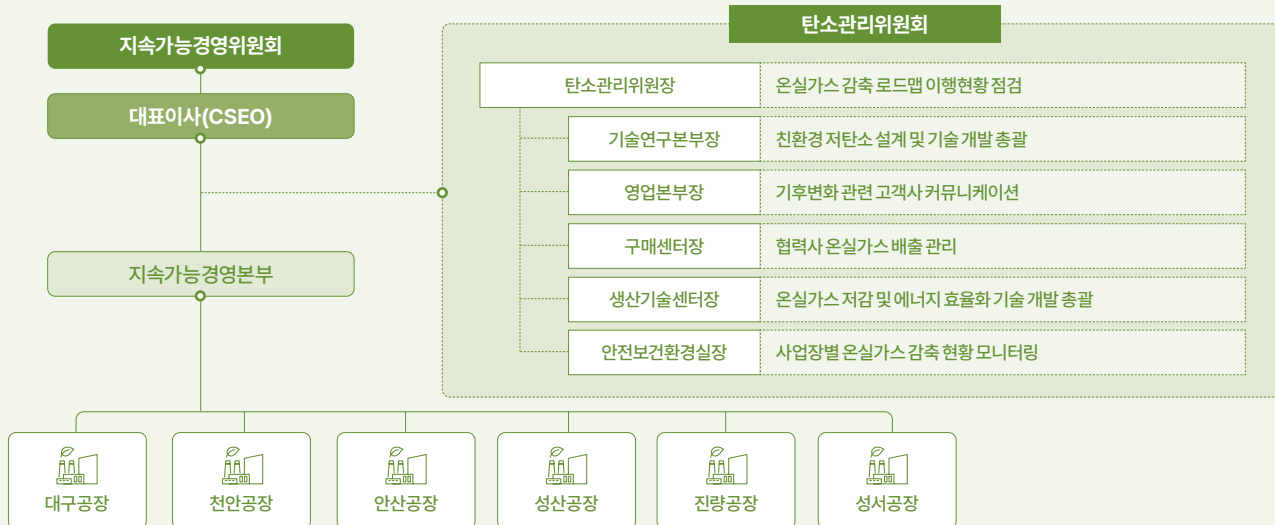 지속가능경영위원회
대표이사(CSEO)
지속가능경영본부
탄소관리위원회
탄소관리위원장
온실가스 감축 로드맵 이행현황 점검
기술연구본부장
친환경 저탄소 설계 및 기술 개발 총괄
영업본부장
기후변화 관련 고객사 커뮤니케이션
구매센터장
협력사 온실가스 배출 관리
생산기술센터장
온실가스 저감 및 에너지 효율화 기술 개발 총괄
안전보건환경실장
사업장별 온실가스 감축 현황 모니터링
대구공장
천안공장
안산공장
성산공장
진량공장
성서공장